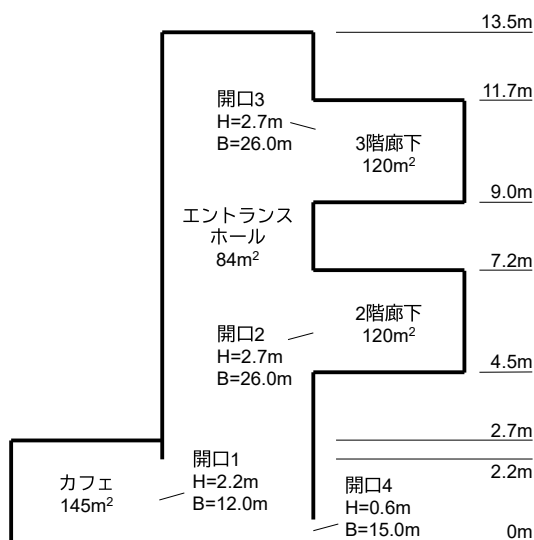 13.5m
11.7m
開口3
H=2.7m
B=26.0m
3階廊下
120m²
9.0m
エントランス
ホール
84m²
7.2m
2階廊下
120m²
開口2
H=2.7m
B=26.0m
4.5m
2.7m
2.2m
開口1
H=2.2m
B=12.0m
カフェ
145m²
開口4
H=0.6m
B=15.0m
0m